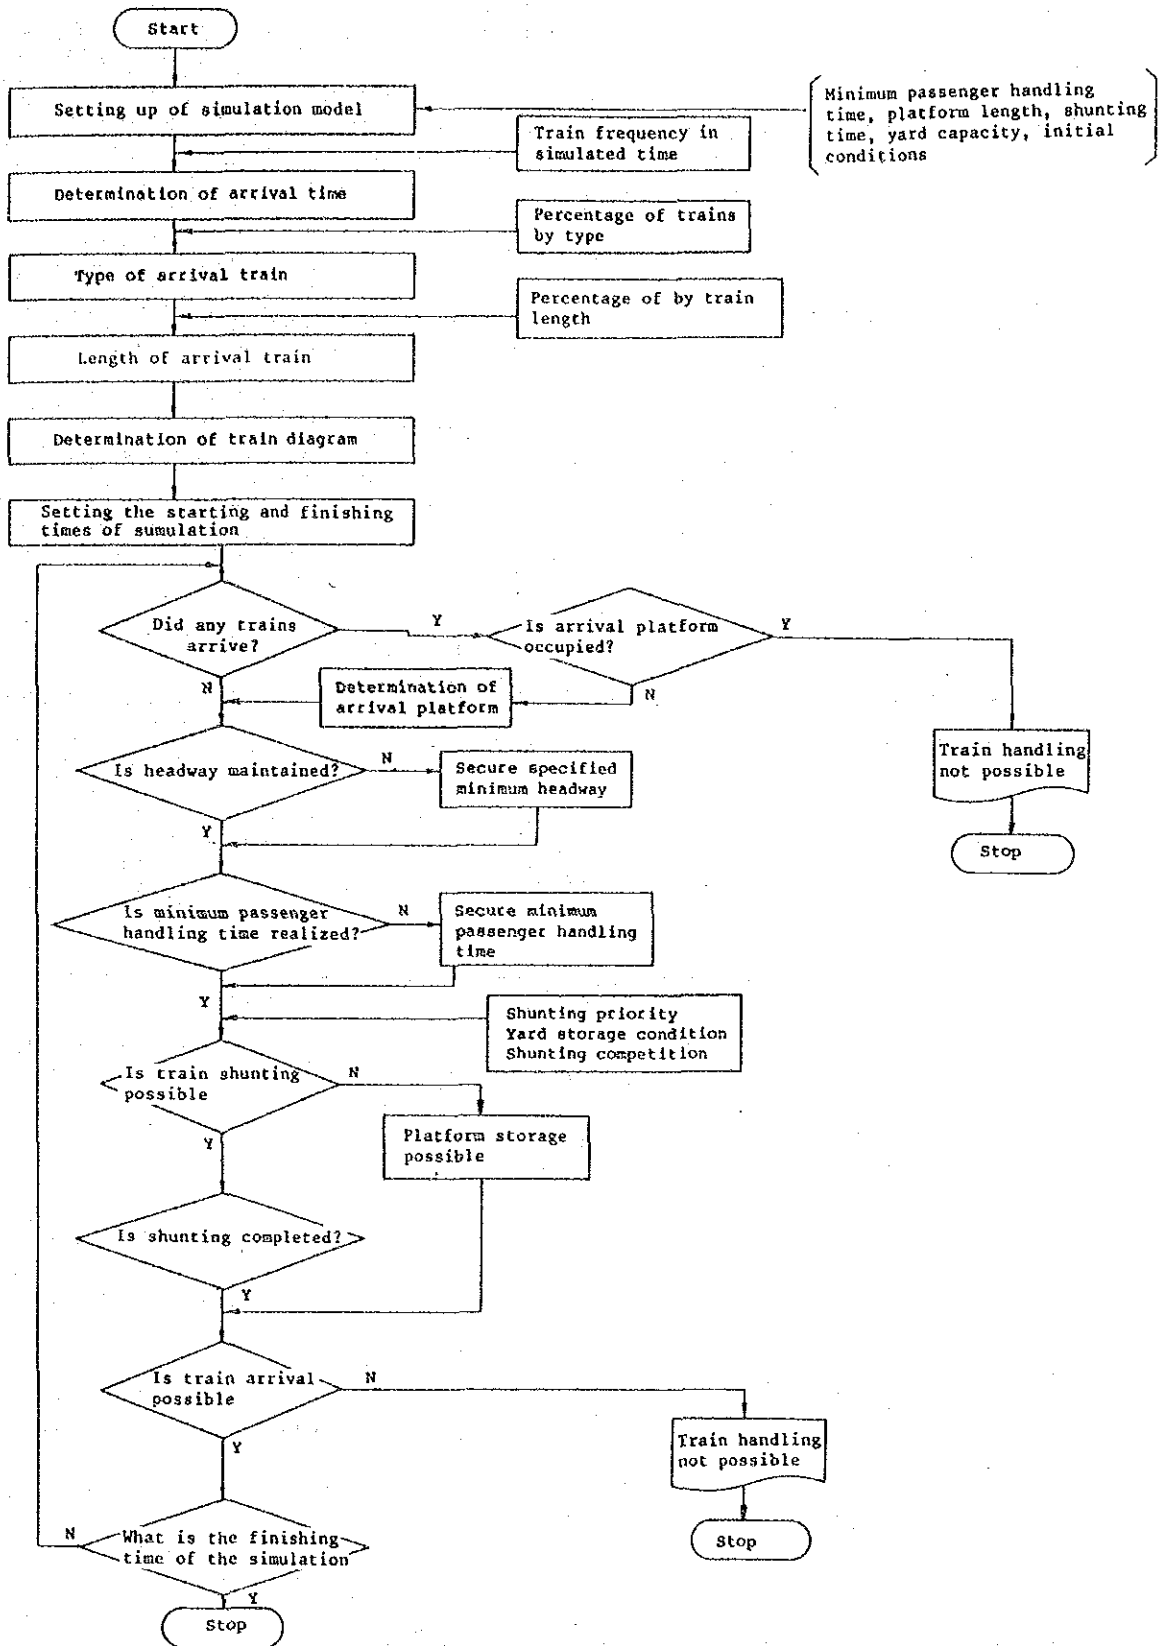 Start
Setting up of simulation model
Minimum passenger handling
time, platform length, shunting
time, yard capacity, initial
conditions
Train frequency in
simulated time
Determination of arrival time
Percentage of trains
by type
Type of arrival train
Percentage of by train
length
Length of arrival train
Determination of train diagram
Setting the starting and finishing
times of sumulation
Did any trains
arrive?
Y
Is arrival platform
occupied?
Y
N
N
Determination of
arrival platform
Train handling
not possible
Stop
Is headway maintained?
N
Secure specified
minimum headway
Y
Is minimum passenger
handling time realized?
N
Secure minimum
passenger handling
time
Y
Shunting priority
Yard storage condition
Shunting competition
Is train shunting
possible
N
Y
Platform storage
possible
Is shunting completed?
Y
Is train arrival
possible
N
Y
Train handling
not possible
Stop
N
What is the finishing
time of the simulation
Y
Stop